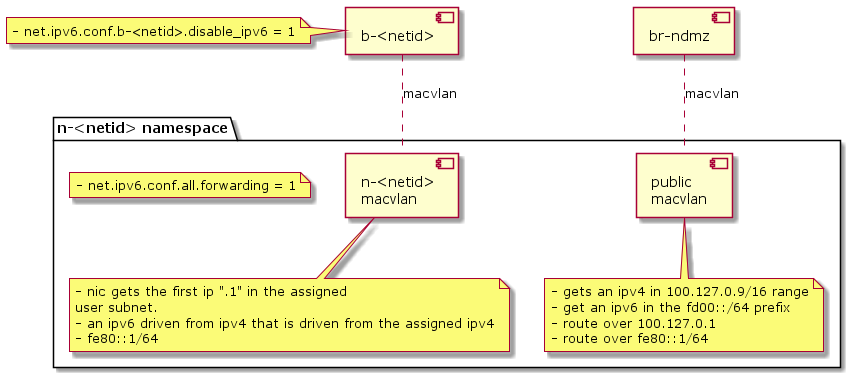 - net.ipv6.conf.b-<netid>.disable_ipv6 = 1
b-<netid>
br-ndmz
macvlan
macvlan
n-<netid> namespace
- net.ipv6.conf.all.forwarding = 1
n-<netid>
macvlan
public
macvlan
- nic gets the first ip ".1" in the assigned
user subnet.
- an ipv6 driven from ipv4 that is driven from the assigned ipv4
- fe80::1/64
- gets an ipv4 in 100.127.0.9/16 range
- get an ipv6 in the fd00::/64 prefix
- route over 100.127.0.1
- route over fe80::1/64